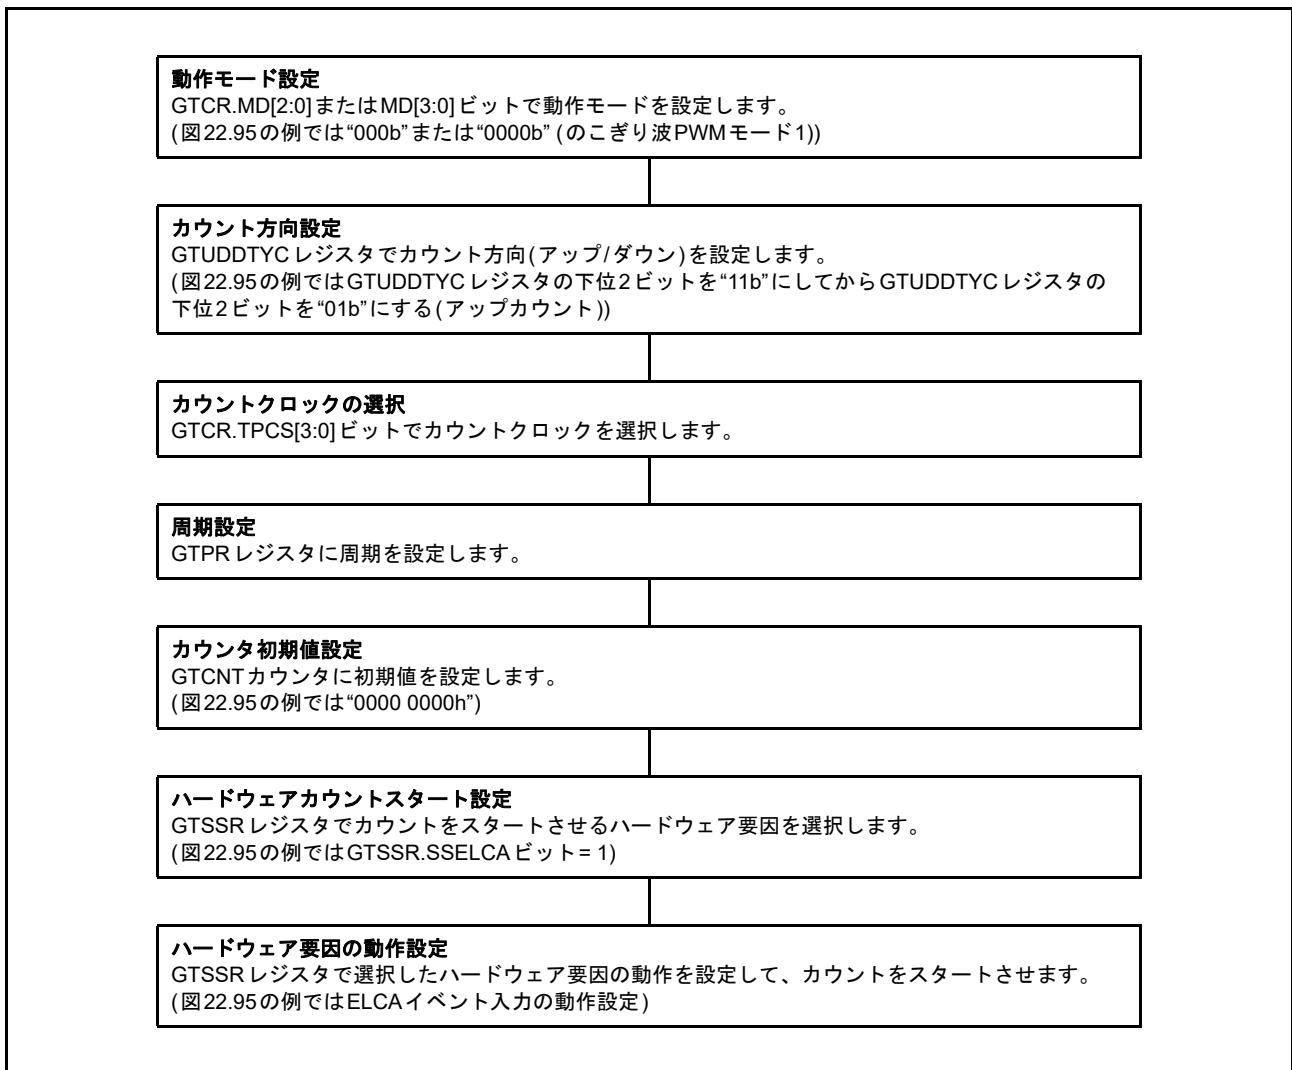 動作モード設定
GTCR.MD[2:0]またはMD[3:0]ビットで動作モードを設定します。
(図22.95の例では“000b”または“0000b” (のこぎり波PWMモード1))
カウント方向設定
GTUDDTYCレジスタでカウント方向(アップ/ダウン)を設定します。
(図22.95の例ではGTUDDTYCレジスタの下位2ビットを“11b”にしてからGTUDDTYCレジスタの
下位2ビットを“01b”にする(アップカウント))
カウントクロックの選択
GTCR.TPCS[3:0]ビットでカウントクロックを選択します。
周期設定
GTPRレジスタに周期を設定します。
カウンタ初期値設定
GTCNTカウンタに初期値を設定します。
(図22.95の例では“0000 0000h”)
ハードウェアカウントスタート設定
GTSSRレジスタでカウントをスタートさせるハードウェア要因を選択します。
(図22.95の例ではGTSSR.SSELCAビット= 1)
ハードウェア要因の動作設定
GTSSRレジスタで選択したハードウェア要因の動作を設定して、カウントをスタートさせます。
(図22.95の例ではELCAイベント入力の動作設定)